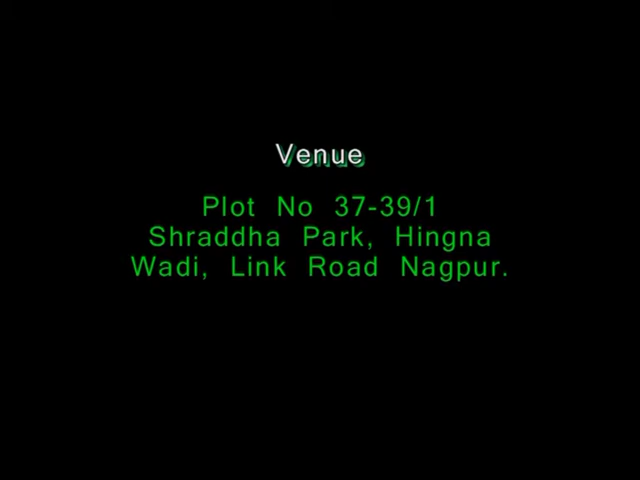 Venue
Plot No 37-39/1
Shraddha Park, Hingna
Wadi, Link Road Nagpur.